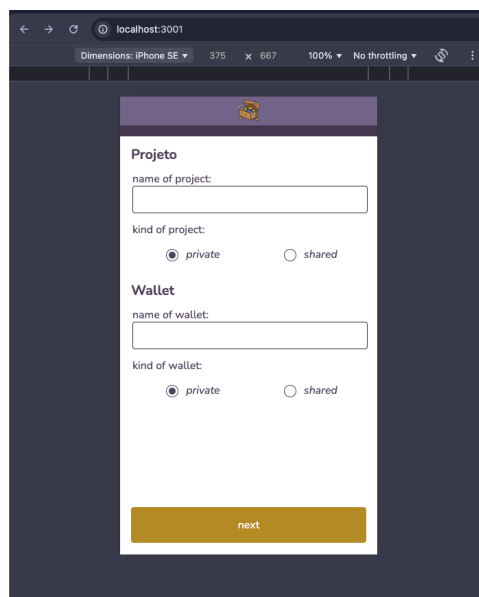 localhost:3001
Dimensions: iPhone SE ▼ 375 x 667 100% ▼ No throttling ▼
Projeto
name of project:
kind of project:
private shared
Wallet
name of wallet:
kind of wallet:
private shared
next